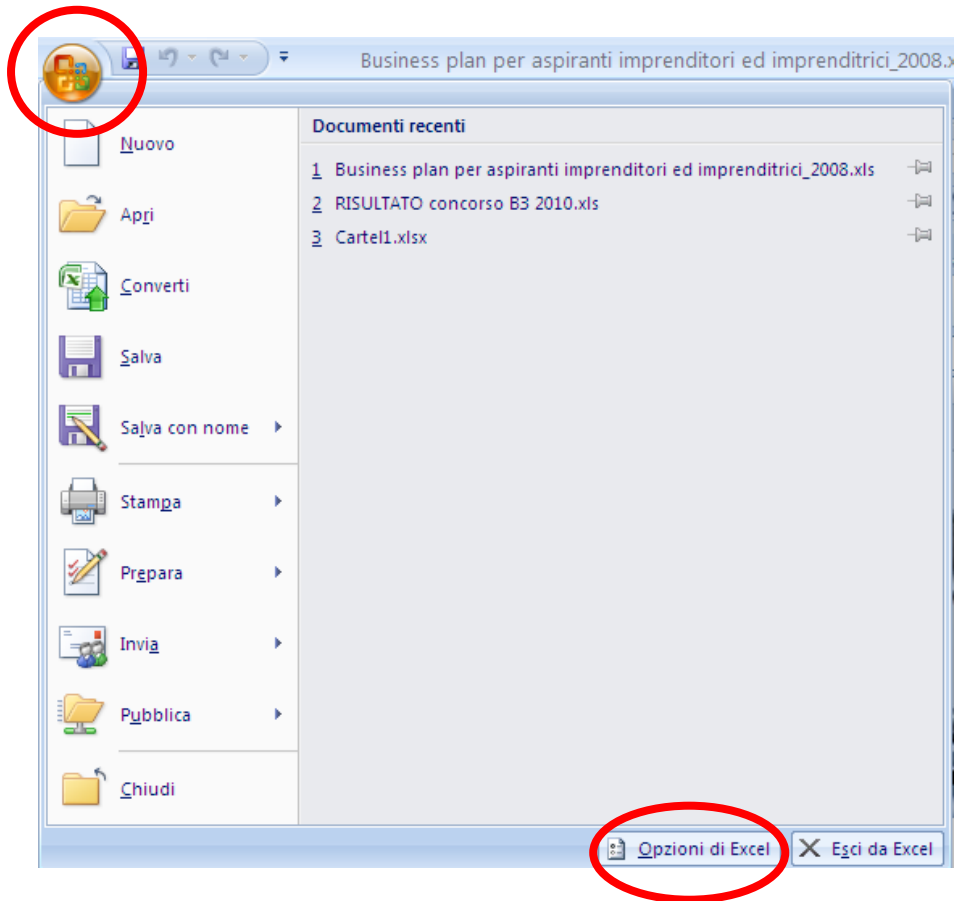 Business plan per aspiranti imprenditori ed imprenditrici_2008.x
Nuovo
Apri
Converti
Salva
Salva con nome
Stampa
Prepara
Invia
Pubblica
Chiudi
Documenti recenti
1 Business plan per aspiranti imprenditori ed imprenditrici_2008.xls
2 RISULTATO concorso B3 2010.xls
3 Cartel1.xlsx
Opzioni di Excel
Esci da Excel